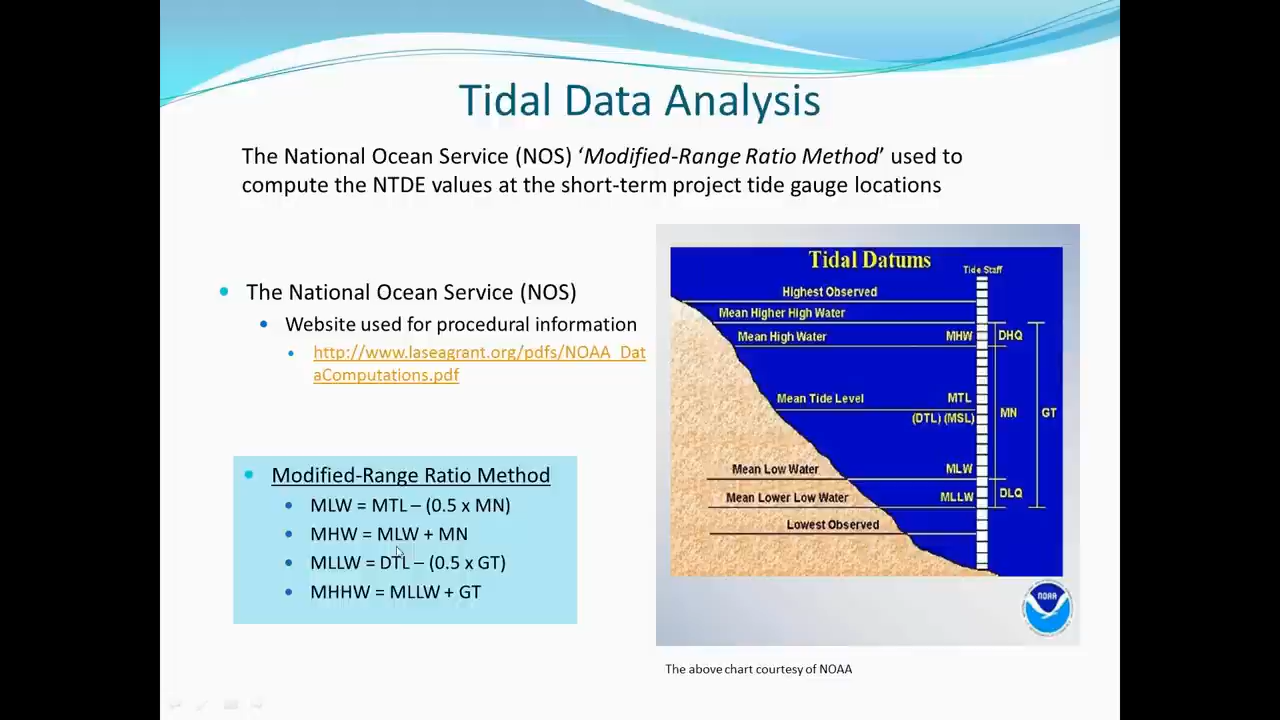 Tidal Data Analysis
The National Ocean Service (NOS) ‘Modified-Range Ratio Method’ used to
compute the NTDE values at the short-term project tide gauge locations
The National Ocean Service (NOS)
Website used for procedural information
http://www.laseagrant.org/pdfs/NOAA_Dat
aComputations.pdf
Modified-Range Ratio Method
MLW = MTL – (0.5 x MN)
MHW = MLW + MN
MLLW = DTL – (0.5 x GT)
MHHW = MLLW + GT
Tidal Datums
Tide Staff
Highest Observed
Mean Higher High Water
Mean High Water MHW DHQ
Mean Tide Level MTL
(DTL) (MSL) MN GT
Mean Low Water MLW
Mean Lower Low Water MLLW DLQ
Lowest Observed
NOAA
The above chart courtesy of NOAA